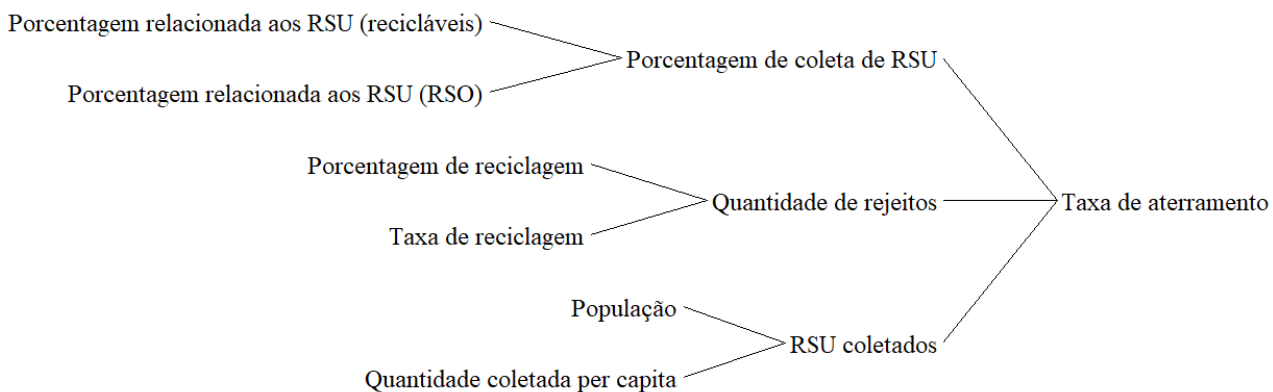 Porcentagem relacionada aos RSU (recicláveis)
Porcentagem de coleta de RSU
Porcentagem relacionada aos RSU (RSO)
Porcentagem de reciclagem
Quantidade de rejeitos
Taxa de aterramento
Taxa de reciclagem
População
RSU coletados
Quantidade coletada per capita